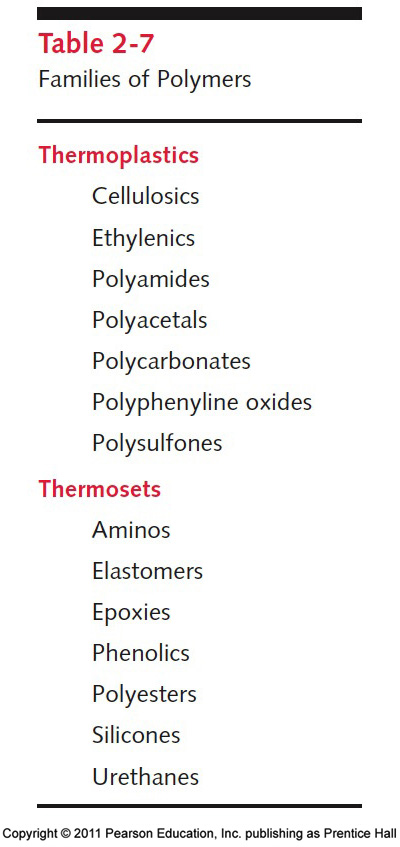 Table 2-7
Families of Polymers
Thermoplastics
Cellulosics
Ethylenics
Polyamides
Polyacetals
Polycarbonates
Polyphenyline oxides
Polysulfones
Thermosets
Aminos
Elastomers
Epoxies
Phenolics
Polyesters
Silicones
Urethanes
Copyright © 2011 Pearson Education, Inc. publishing as Prentice Hall